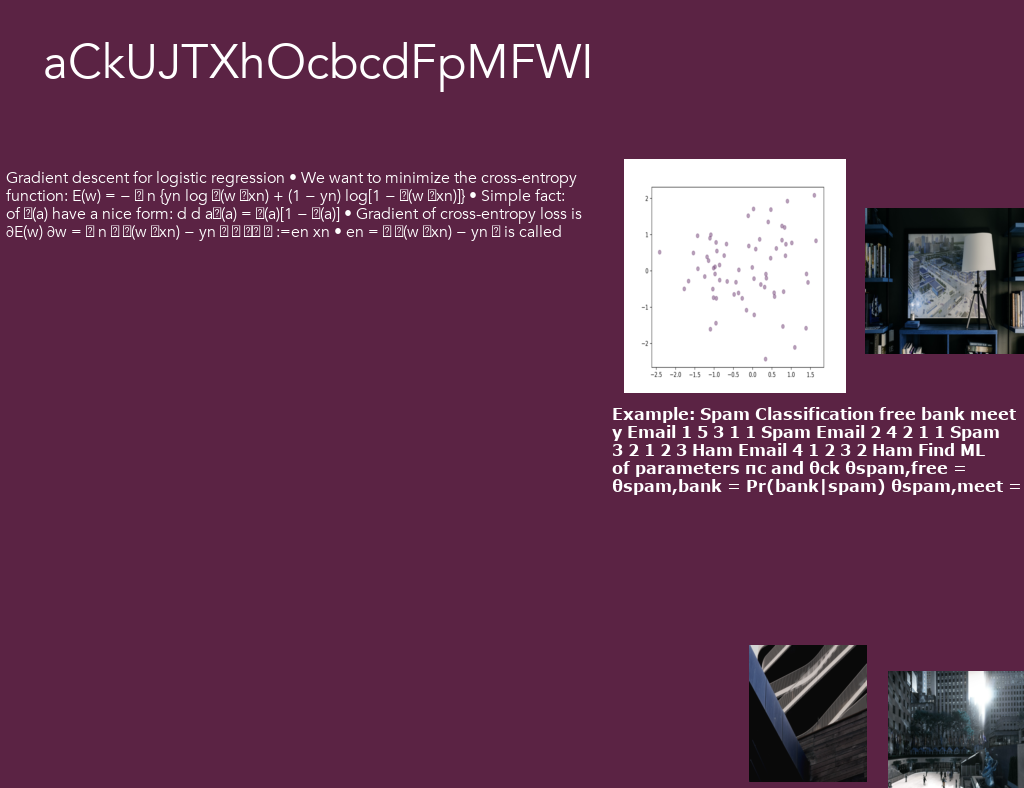 aCkUJTXhOcbcdFpMFWI
Gradient descent for logistic regression • We want to minimize the cross-entropy
function: E(w) = − � n {yn log �(w �xn) + (1 − yn) log[1 − �(w �xn)]} • Simple fact:
of �(a) have a nice form: d d a�(a) = �(a)[1 − �(a)] • Gradient of cross-entropy loss is
∂E(w) ∂w = � n � �(w �xn) − yn � � �� � :=en xn • en = � �(w �xn) − yn � is called
2
1
0
−1
−2
−2.5 −2.0 −1.5 −1.0 −0.5 0.0 0.5 1.0 1.5
Example: Spam Classification free bank meet
y Email 1 5 3 1 1 Spam Email 2 4 2 1 1 Spam
3 2 1 2 3 Ham Email 4 1 2 3 2 Ham Find ML
of parameters πc and θck θspam,free =
θspam,bank = Pr(bank|spam) θspam,meet =